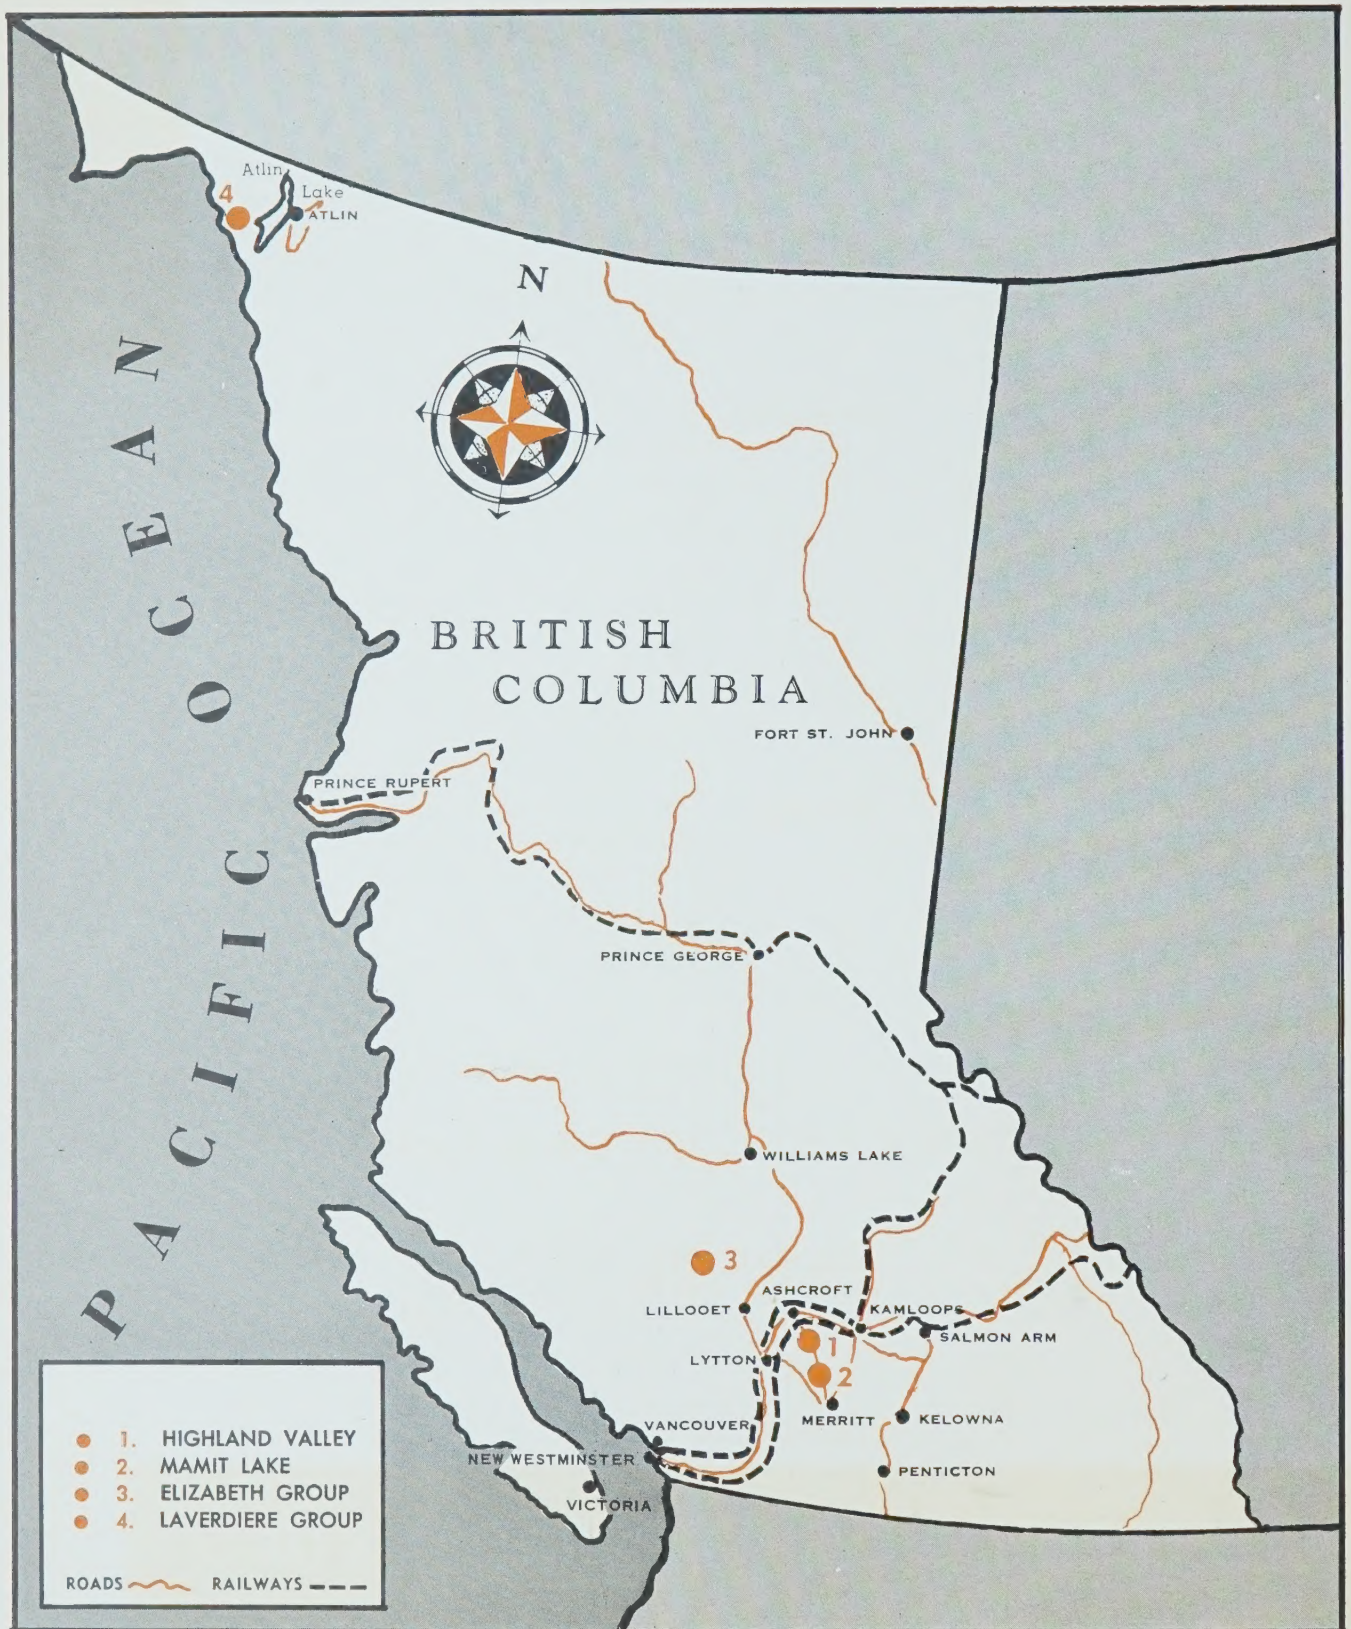 Atlin
Lake
4
ATLIN
N
PACIFIC OCEAN
BRITISH
COLUMBIA
FORT ST. JOHN
PRINCE RUPERT
PRINCE GEORGE
WILLIAMS LAKE
3
ASHCROFT
LILLOOET
KAMLOOPS
SALMON ARM
1
LYTTON
2
MERRITT
KELOWNA
VANCOUVER
NEW WESTMINSTER
PENTICTON
VICTORIA
1. HIGHLAND VALLEY
2. MAMIT LAKE
3. ELIZABETH GROUP
4. LAVERDIERE GROUP
ROADS RAILWAYS